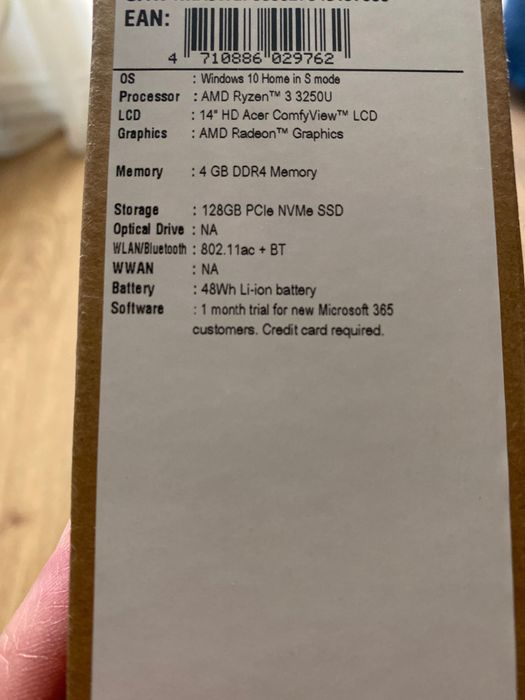 EAN:
4 710886 029762
OS : Windows 10 Home in S mode
Processor : AMD Ryzen™ 3 3250U
LCD : 14" HD Acer ComfyView™ LCD
Graphics : AMD Radeon™ Graphics
Memory : 4 GB DDR4 Memory
Storage : 128GB PCIe NVMe SSD
Optical Drive : NA
WLAN/Bluetooth : 802.11ac + BT
WWAN : NA
Battery : 48Wh Li-ion battery
Software : 1 month trial for new Microsoft 365
customers. Credit card required.